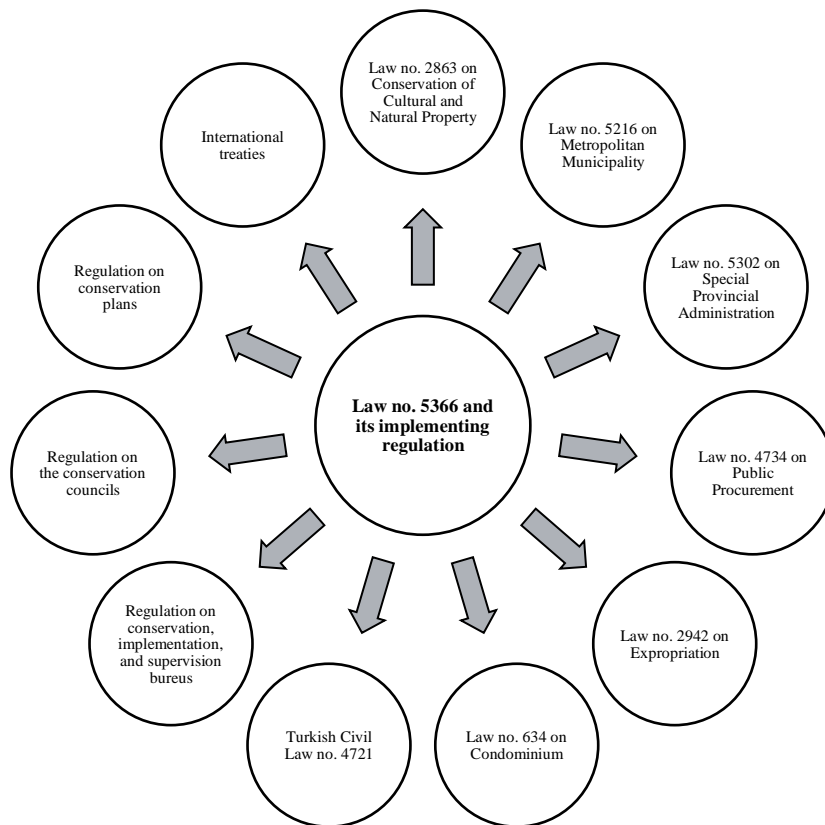 Law no. 2863 on
Conservation of
Cultural and
Natural Property
Law no. 5216 on
Metropolitan
Municipality
Law no. 5302 on
Special
Provincial
Administration
Law no. 4734 on
Public
Procurement
Law no. 2942 on
Expropriation
Law no. 634 on
Condominium
Turkish Civil
Law no. 4721
Regulation on
conservation,
implementation,
and supervision
bureus
Regulation on
the conservation
councils
Regulation on
conservation
plans
International
treaties
Law no. 5366 and
its implementing
regulation